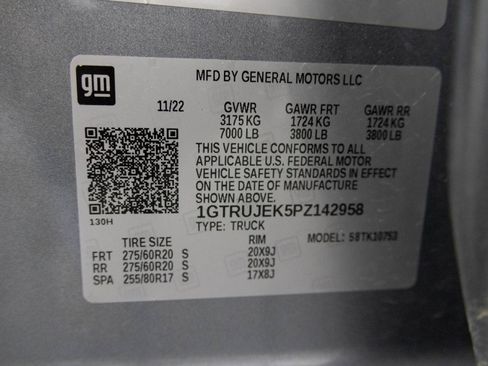 gm
MFD BY GENERAL MOTORS LLC
11/22 GVWR GAWR FRT GAWR RR
3175 KG 1724 KG 1724 KG
7000 LB 3800 LB 3800 LB
THIS VEHICLE CONFORMS TO ALL
APPLICABLE U.S. FEDERAL MOTOR
VEHICLE SAFETY STANDARDS IN EFFECT
ON THE DATE OF MANUFACTURE
SHOWN ABOVE.
1GTRUJEK5PZ142958
130H
TYPE: TRUCK MODEL: S8TK10753
TIRE SIZE RIM
FRT 275/60R20 S 20X9J
RR 275/60R20 S 20X9J
SPA 255/80R17 S 17X8J